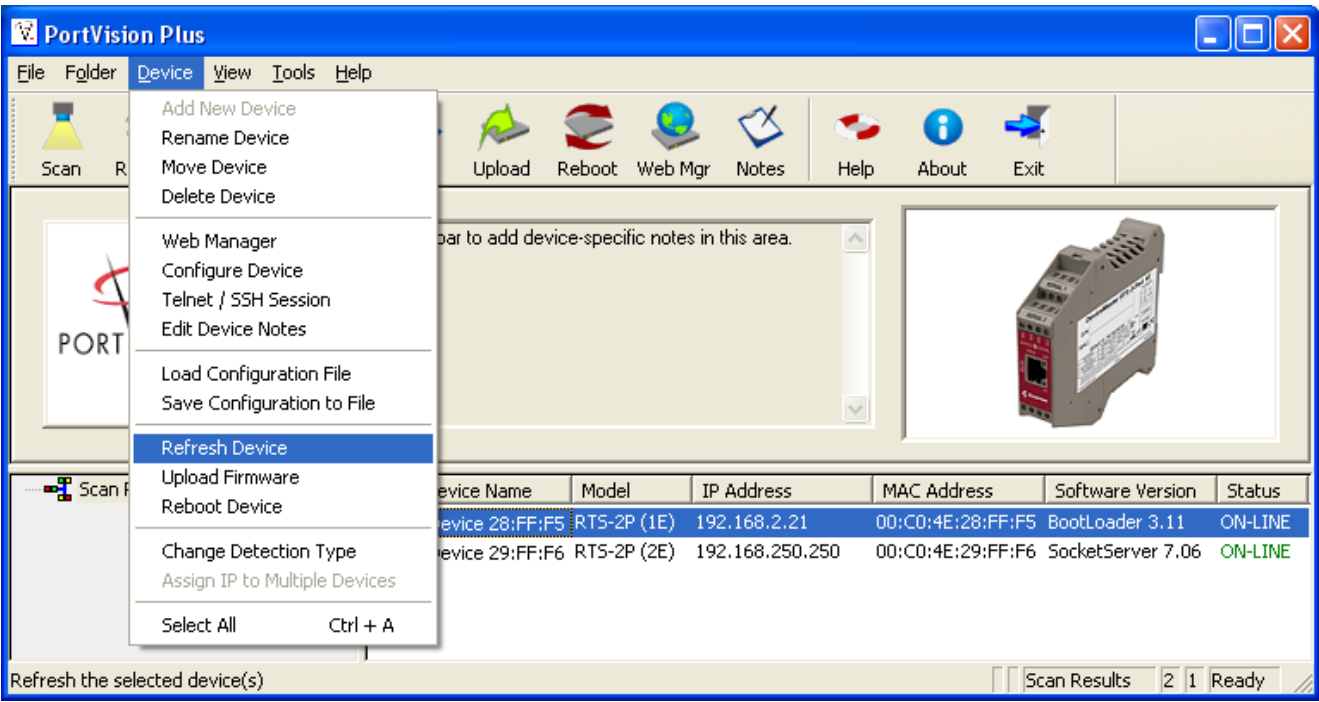 PortVision Plus
File Folder Device View Tools Help
Scan R Upload Reboot Web Mgr Notes Help About Exit
Add New Device
Rename Device
Move Device
Delete Device
Web Manager
Configure Device
Telnet / SSH Session
Edit Device Notes
Load Configuration File
Save Configuration to File
Refresh Device
Upload Firmware
Reboot Device
Change Detection Type
Assign IP to Multiple Devices
Select All Ctrl + A
PORT
bar to add device-specific notes in this area.
Scan R
evice Name Model IP Address MAC Address Software Version Status
evice 28:FF:F5 RTS-2P (1E) 192.168.2.21 00:C0:4E:28:FF:F5 BootLoader 3.11 ON-LINE
evice 29:FF:F6 RTS-2P (2E) 192.168.250.250 00:C0:4E:29:FF:F6 SocketServer 7.06 ON-LINE
Refresh the selected device(s) Scan Results 2 1 Ready